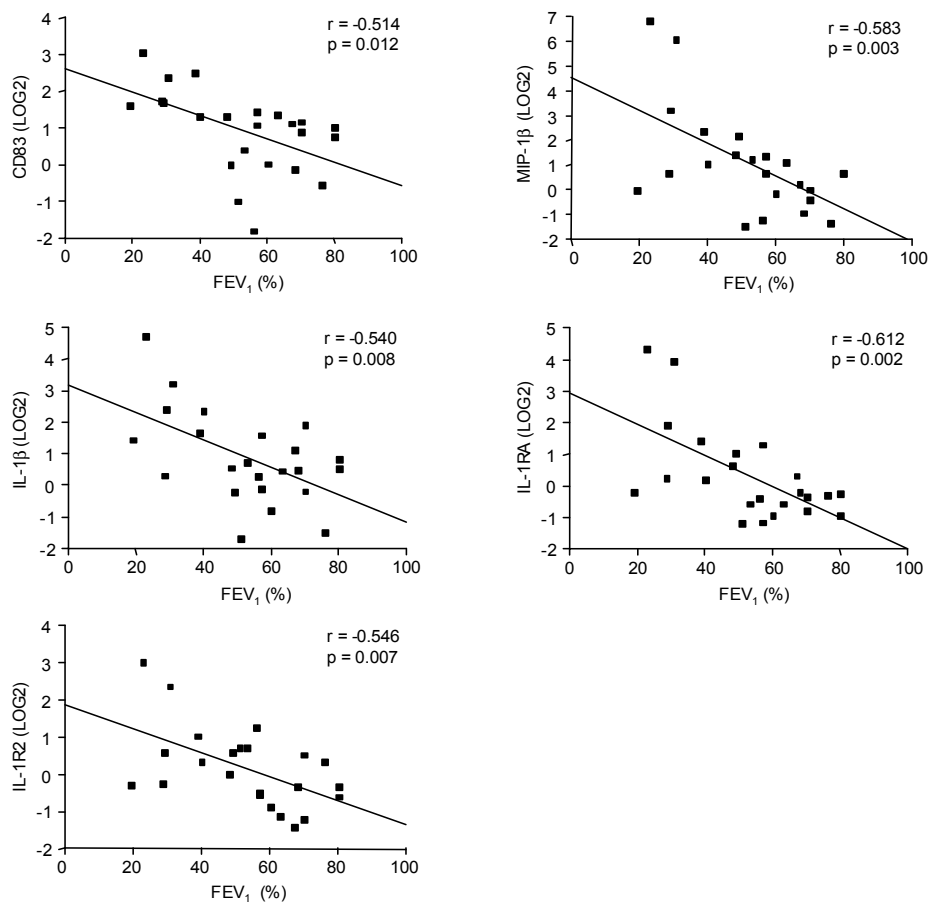 4
3
2
1
0
-1
-2
CD83 (LOG2)
r = -0.514
p = 0.012
0 20 40 60 80 100
FEV1 (%)
7
6
5
4
3
2
1
0
-1
-2
MIP-1β (LOG2)
r = -0.583
p = 0.003
0 20 40 60 80 100
FEV1 (%)
5
4
3
2
1
0
-1
-2
IL-1β (LOG2)
r = -0.540
p = 0.008
0 20 40 60 80 100
FEV1 (%)
5
4
3
2
1
0
-1
-2
IL-1RA (LOG2)
r = -0.612
p = 0.002
0 20 40 60 80 100
FEV1 (%)
4
3
2
1
0
-1
-2
IL-1R2 (LOG2)
r = -0.546
p = 0.007
0 20 40 60 80 100
FEV1 (%)